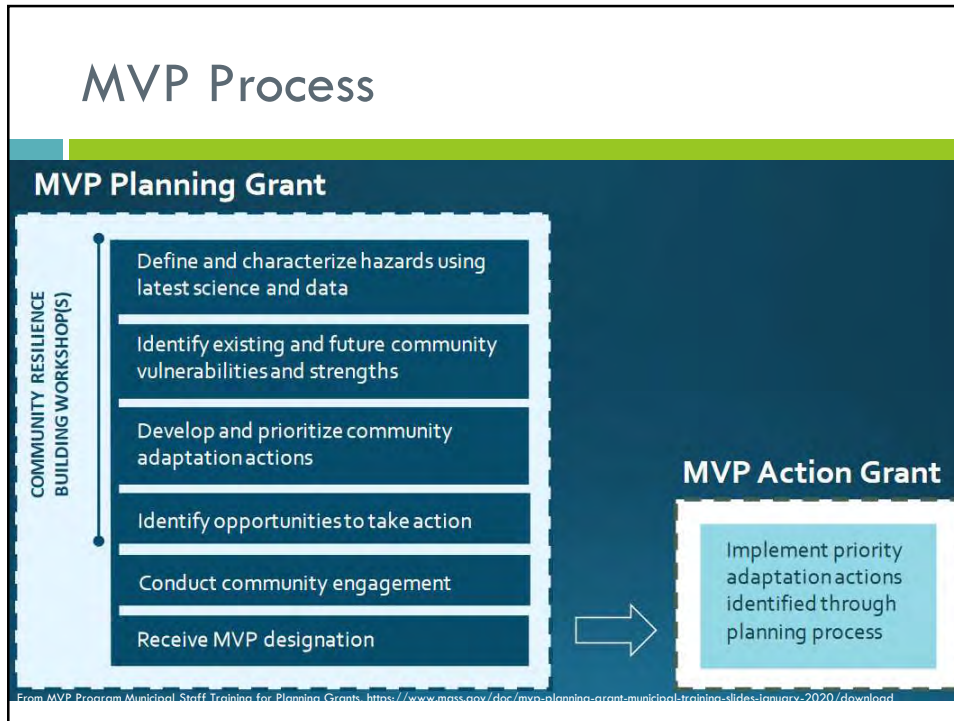 MVP Process
MVP Planning Grant
COMMUNITY RESILIENCE
BUILDING WORKSHOP(S)
Define and characterize hazards using
latest science and data
Identify existing and future community
vulnerabilities and strengths
Develop and prioritize community
adaptation actions
Identify opportunities to take action
Conduct community engagement
Receive MVP designation
MVP Action Grant
Implement priority
adaptation actions
identified through
planning process
From MVP Program Municipal Staff Training for Planning Grants, https://www.mass.gov/doc/mvp-planning-grant-municipal-training-slides-january-2020/download